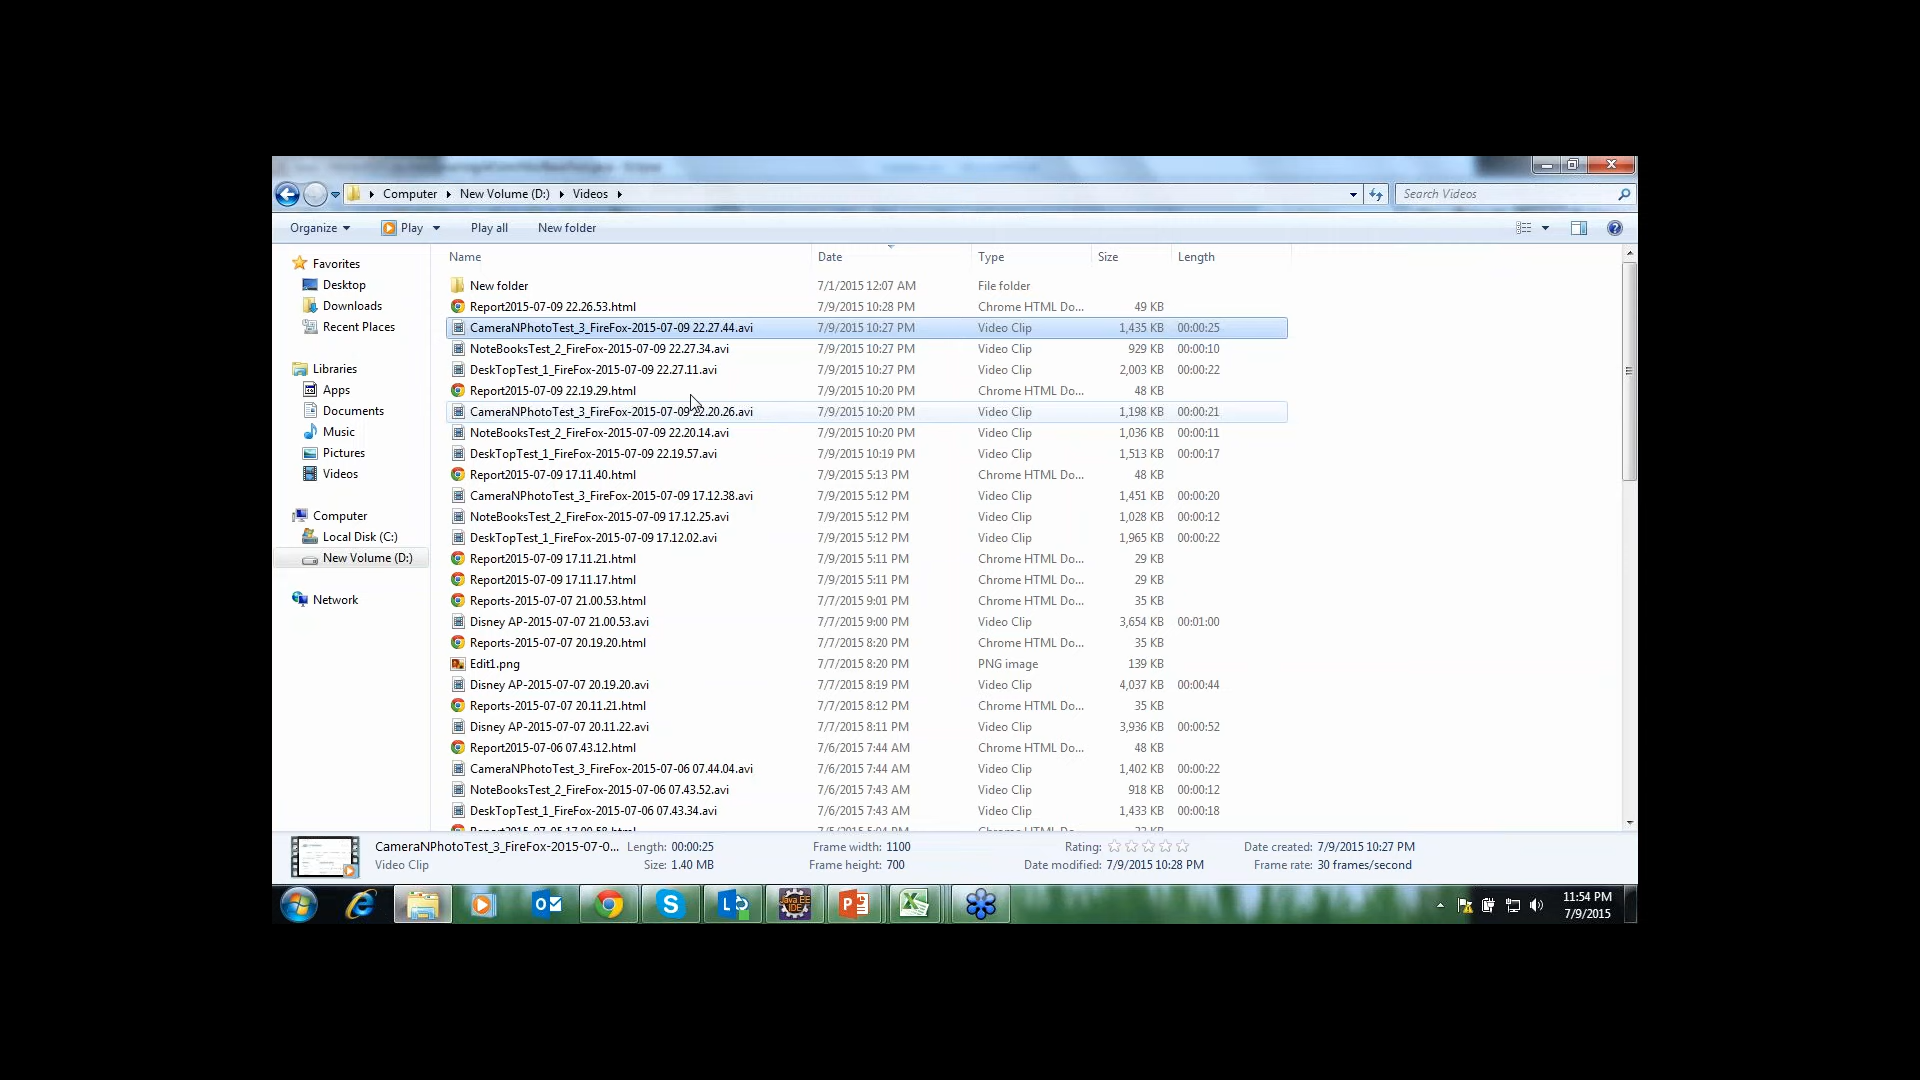 Computer New Volume (D:) Videos
Search Videos
Organize Play Play all New folder
Name Date Type Size Length
Favorites
Desktop
Downloads
Recent Places
Libraries
Apps
Documents
Music
Pictures
Videos
Computer
Local Disk (C:)
New Volume (D:)
Network
New folder 7/1/2015 12:07 AM File folder
Report2015-07-09 22.26.53.html 7/9/2015 10:28 PM Chrome HTML Do... 49 KB
CameraNPhotoTest_3_FireFox-2015-07-09 22.27.44.avi 7/9/2015 10:27 PM Video Clip 1,435 KB 00:00:25
NoteBooksTest_2_FireFox-2015-07-09 22.27.34.avi 7/9/2015 10:27 PM Video Clip 929 KB 00:00:10
DeskTopTest_1_FireFox-2015-07-09 22.27.11.avi 7/9/2015 10:27 PM Video Clip 2,003 KB 00:00:22
Report2015-07-09 22.19.29.html 7/9/2015 10:20 PM Chrome HTML Do... 48 KB
CameraNPhotoTest_3_FireFox-2015-07-09 22.20.26.avi 7/9/2015 10:20 PM Video Clip 1,198 KB 00:00:21
NoteBooksTest_2_FireFox-2015-07-09 22.20.14.avi 7/9/2015 10:20 PM Video Clip 1,036 KB 00:00:11
DeskTopTest_1_FireFox-2015-07-09 22.19.57.avi 7/9/2015 10:19 PM Video Clip 1,513 KB 00:00:17
Report2015-07-09 17.11.40.html 7/9/2015 5:13 PM Chrome HTML Do... 48 KB
CameraNPhotoTest_3_FireFox-2015-07-09 17.12.38.avi 7/9/2015 5:12 PM Video Clip 1,451 KB 00:00:20
NoteBooksTest_2_FireFox-2015-07-09 17.12.25.avi 7/9/2015 5:12 PM Video Clip 1,028 KB 00:00:12
DeskTopTest_1_FireFox-2015-07-09 17.12.02.avi 7/9/2015 5:12 PM Video Clip 1,965 KB 00:00:22
Report2015-07-09 17.11.21.html 7/9/2015 5:11 PM Chrome HTML Do... 29 KB
Report2015-07-09 17.11.17.html 7/9/2015 5:11 PM Chrome HTML Do... 29 KB
Reports-2015-07-07 21.00.53.html 7/7/2015 9:01 PM Chrome HTML Do... 35 KB
Disney AP-2015-07-07 21.00.53.avi 7/7/2015 9:00 PM Video Clip 3,654 KB 00:01:00
Reports-2015-07-07 20.19.20.html 7/7/2015 8:20 PM Chrome HTML Do... 35 KB
Edit1.png 7/7/2015 8:20 PM PNG image 139 KB
Disney AP-2015-07-07 20.19.20.avi 7/7/2015 8:19 PM Video Clip 4,037 KB 00:00:44
Reports-2015-07-07 20.11.21.html 7/7/2015 8:12 PM Chrome HTML Do... 35 KB
Disney AP-2015-07-07 20.11.22.avi 7/7/2015 8:11 PM Video Clip 3,936 KB 00:00:52
Report2015-07-06 07.43.12.html 7/6/2015 7:44 AM Chrome HTML Do... 48 KB
CameraNPhotoTest_3_FireFox-2015-07-06 07.44.04.avi 7/6/2015 7:44 AM Video Clip 1,402 KB 00:00:22
NoteBooksTest_2_FireFox-2015-07-06 07.43.52.avi 7/6/2015 7:43 AM Video Clip 918 KB 00:00:12
DeskTopTest_1_FireFox-2015-07-06 07.43.34.avi 7/6/2015 7:43 AM Video Clip 1,433 KB 00:00:18
CameraNPhotoTest_3_FireFox-2015-07-0... Length: 00:00:25 Frame width: 1100 Rating: Date created: 7/9/2015 10:27 PM
Video Clip Size: 1.40 MB Frame height: 700 Date modified: 7/9/2015 10:28 PM Frame rate: 30 frames/second
Java EE
IDE
11:54 PM
7/9/2015